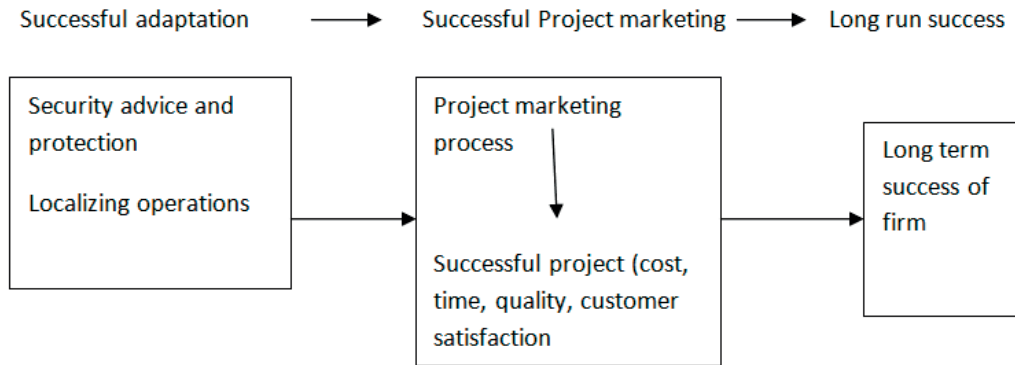 Successful adaptation
Successful Project marketing
Long run success
Security advice and
protection
Localizing operations
Project marketing
process
Successful project (cost,
time, quality, customer
satisfaction
Long term
success of
firm